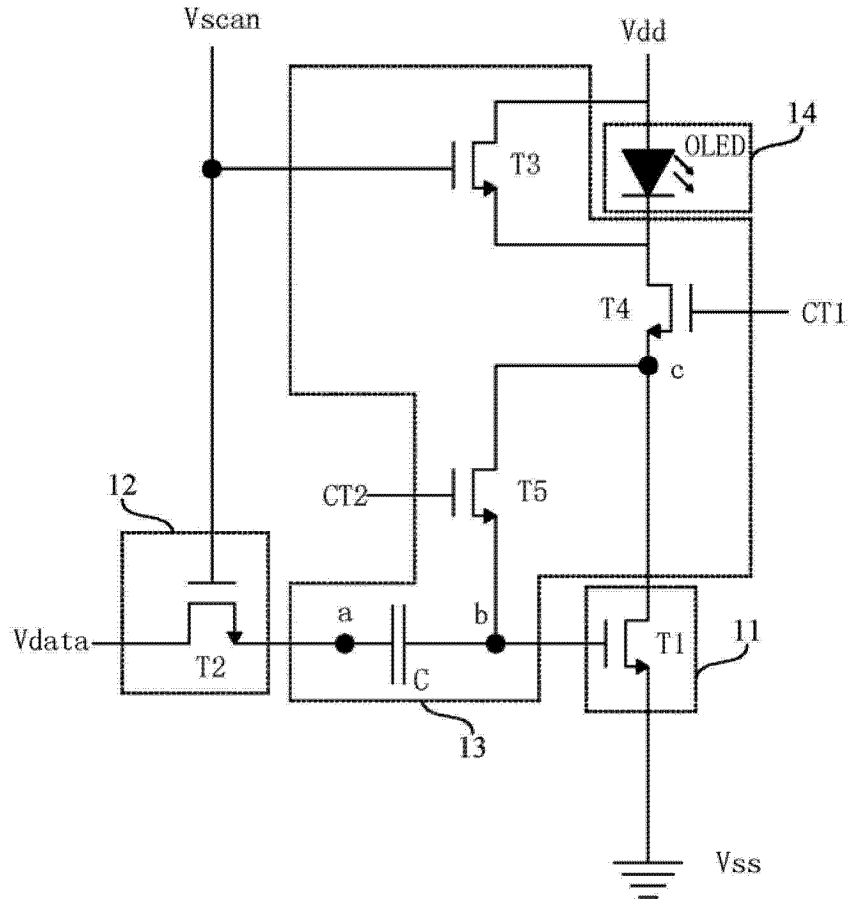 Vscan
Vdd
14
OLED
T3
T4
CT1
c
CT2
T5
12
a
b
Vdata
T2
C
T1
11
13
Vss